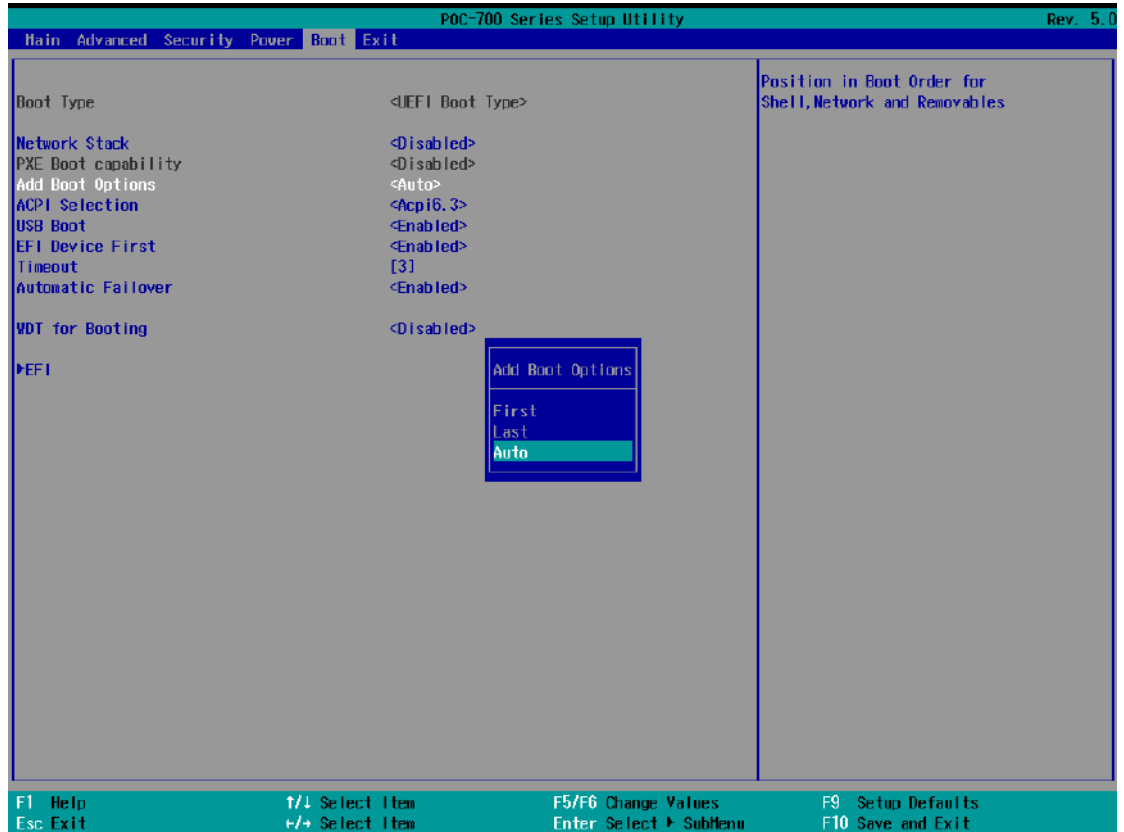 POC-700 Series Setup Utility Rev. 5.0
Main Advanced Security Power Boot Exit
Boot Type <UEFI Boot Type>
Network Stack <Disabled>
PXE Boot capability <Disabled>
Add Boot Options <Auto>
ACPI Selection <Acpi6.3>
USB Boot <Enabled>
EFI Device First <Enabled>
Timeout [3]
Automatic Failover <Enabled>
WDT for Booting <Disabled>
▶EFI
Add Boot Options
First
Last
Auto
Position in Boot Order for
Shell,Network and Removables
F1 Help ↑/↓ Select Item F5/F6 Change Values F9 Setup Defaults
Esc Exit ←/→ Select Item Enter Select ▶ SubMenu F10 Save and Exit